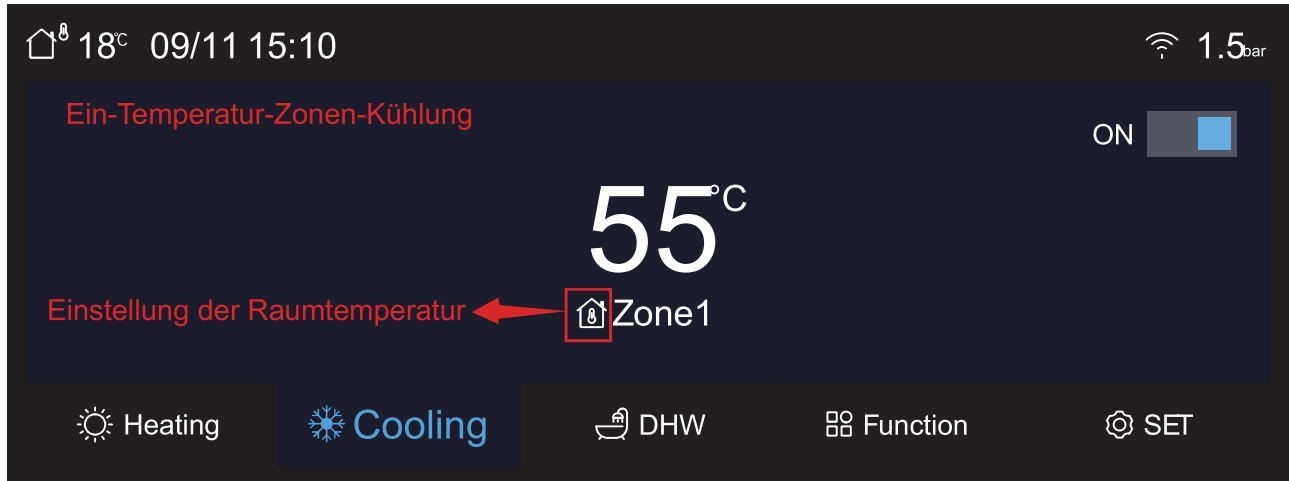 18℃ 09/11 15:10
1.5bar
Ein-Temperatur-Zonen-Kühlung
ON
55°C
Einstellung der Raumtemperatur
Zone1
Heating
Cooling
DHW
Function
SET